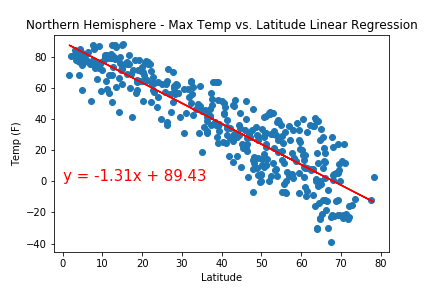 Northern Hemisphere - Max Temp vs. Latitude Linear Regression
80
60
40
20
0
−20
−40
Temp (F)
y = -1.31x + 89.43
0 10 20 30 40 50 60 70 80
Latitude